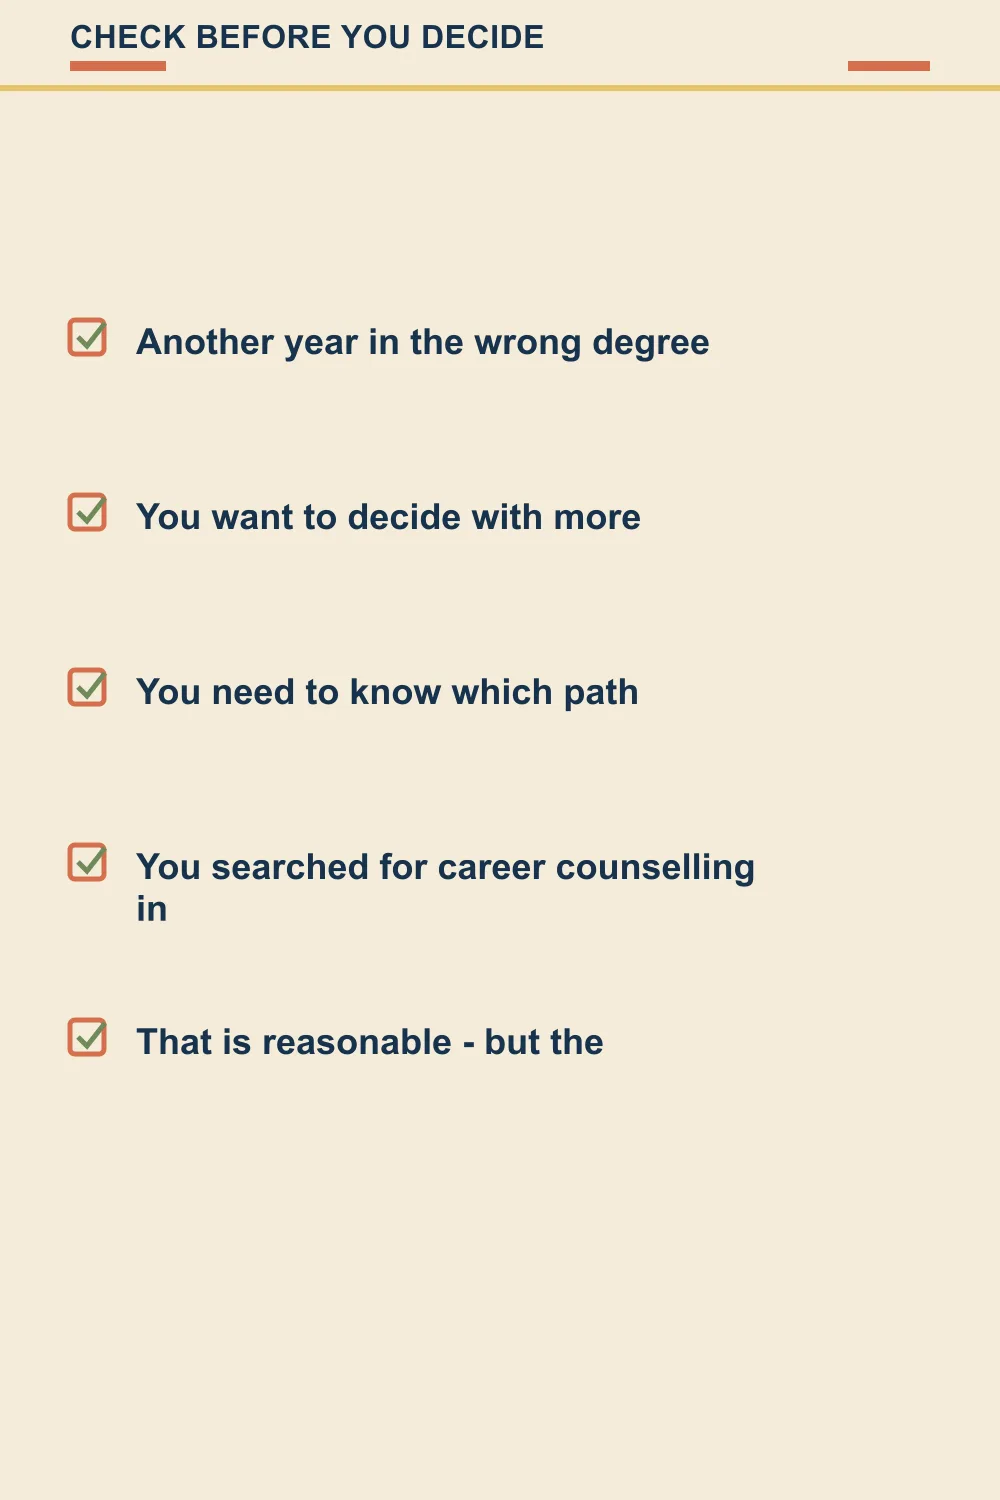 CHECK BEFORE YOU DECIDE
Another year in the wrong degree
You want to decide with more
You need to know which path
You searched for career counselling
in
That is reasonable - but the